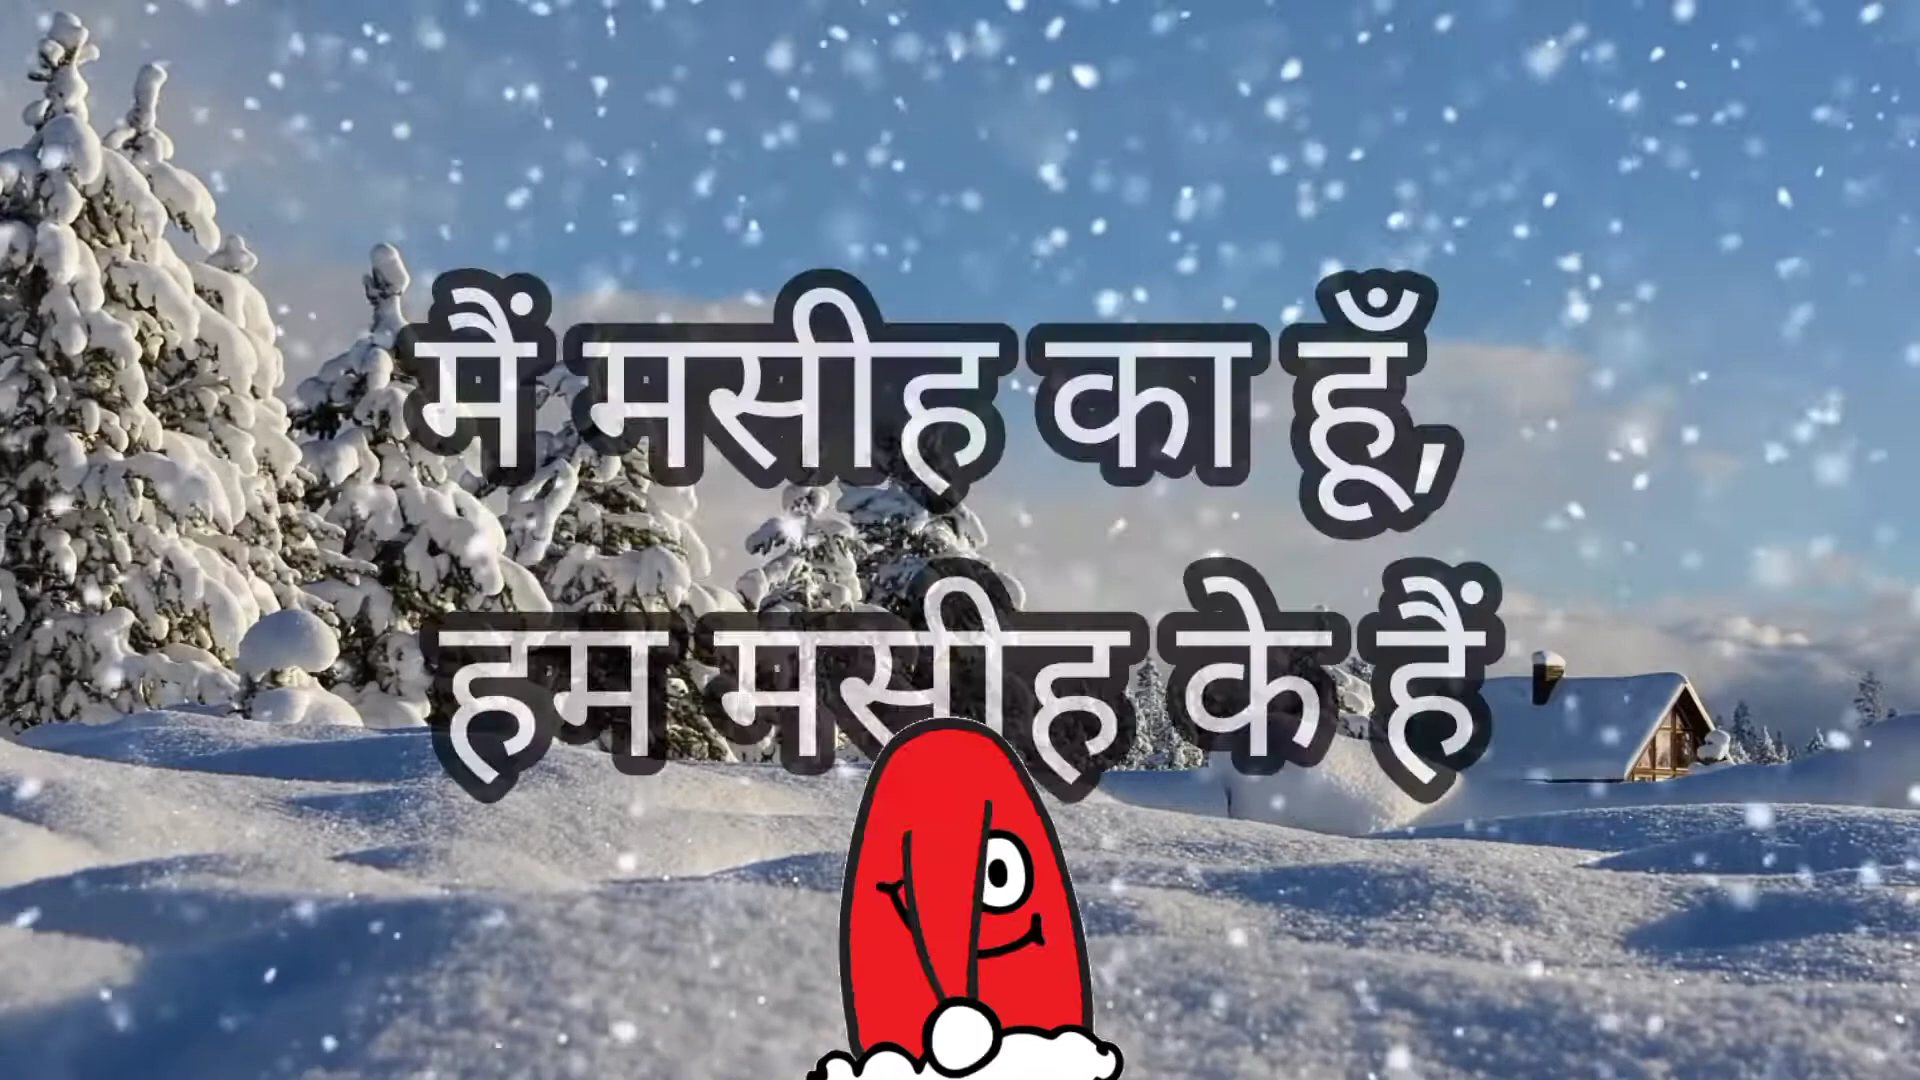 मैं मसीह का हूँ,
हम मसीह के हैं